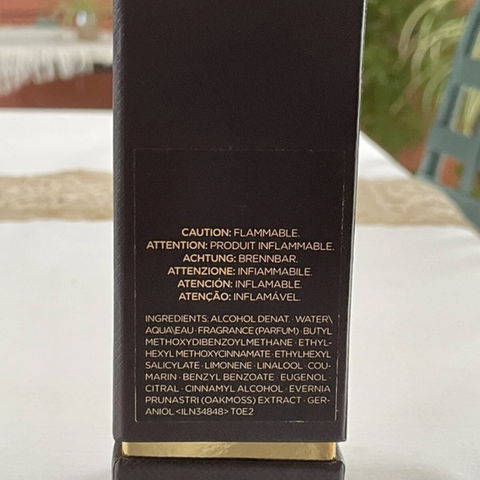 CAUTION: FLAMMABLE.
ATTENTION: PRODUIT INFLAMMABLE.
ACHTUNG: BRENNBAR.
ATTENZIONE: INFIAMMABILE.
ATENCIÓN: INFLAMABLE.
ATENÇÃO: INFLAMÁVEL.
INGREDIENTS: ALCOHOL DENAT. · WATER\
AQUA\EAU · FRAGRANCE (PARFUM) · BUTYL
METHOXYDIBENZOYLMETHANE · ETHYL-
HEXYL METHOXYCINNAMATE · ETHYLHEXYL
SALICYLATE · LIMONENE · LINALOOL · COU-
MARIN · BENZYL BENZOATE · EUGENOL ·
CITRAL · CINNAMYL ALCOHOL · EVERNIA
PRUNASTRI (OAKMOSS) EXTRACT · GER-
ANIOL <ILN34848> T0E2